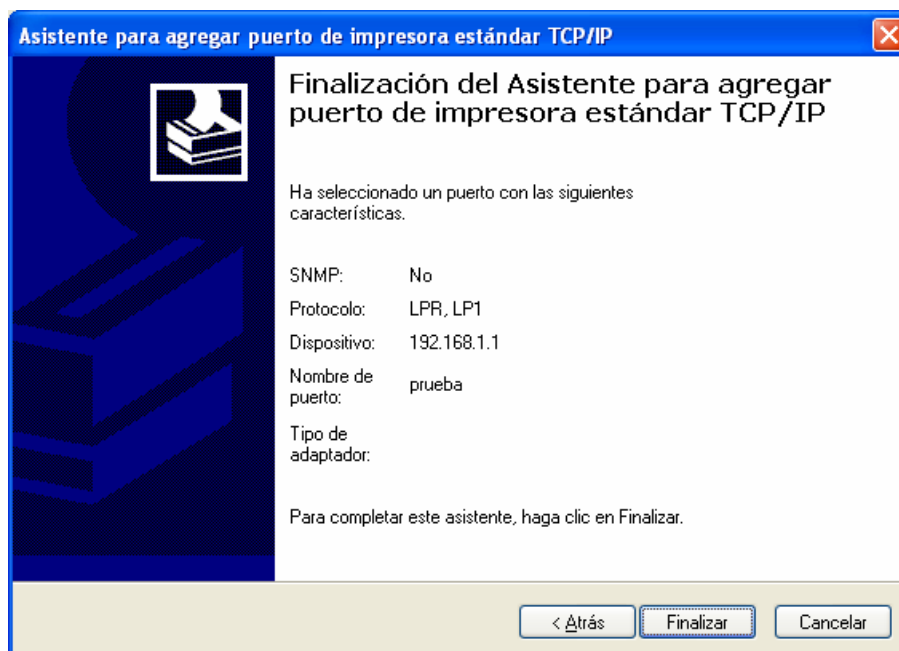 Asistente para agregar puerto de impresora estándar TCP/IP
Finalización del Asistente para agregar
puerto de impresora estándar TCP/IP
Ha seleccionado un puerto con las siguientes
características.
SNMP: No
Protocolo: LPR, LP1
Dispositivo: 192.168.1.1
Nombre de
puerto: prueba
Tipo de
adaptador:
Para completar este asistente, haga clic en Finalizar.
< Atrás Finalizar Cancelar